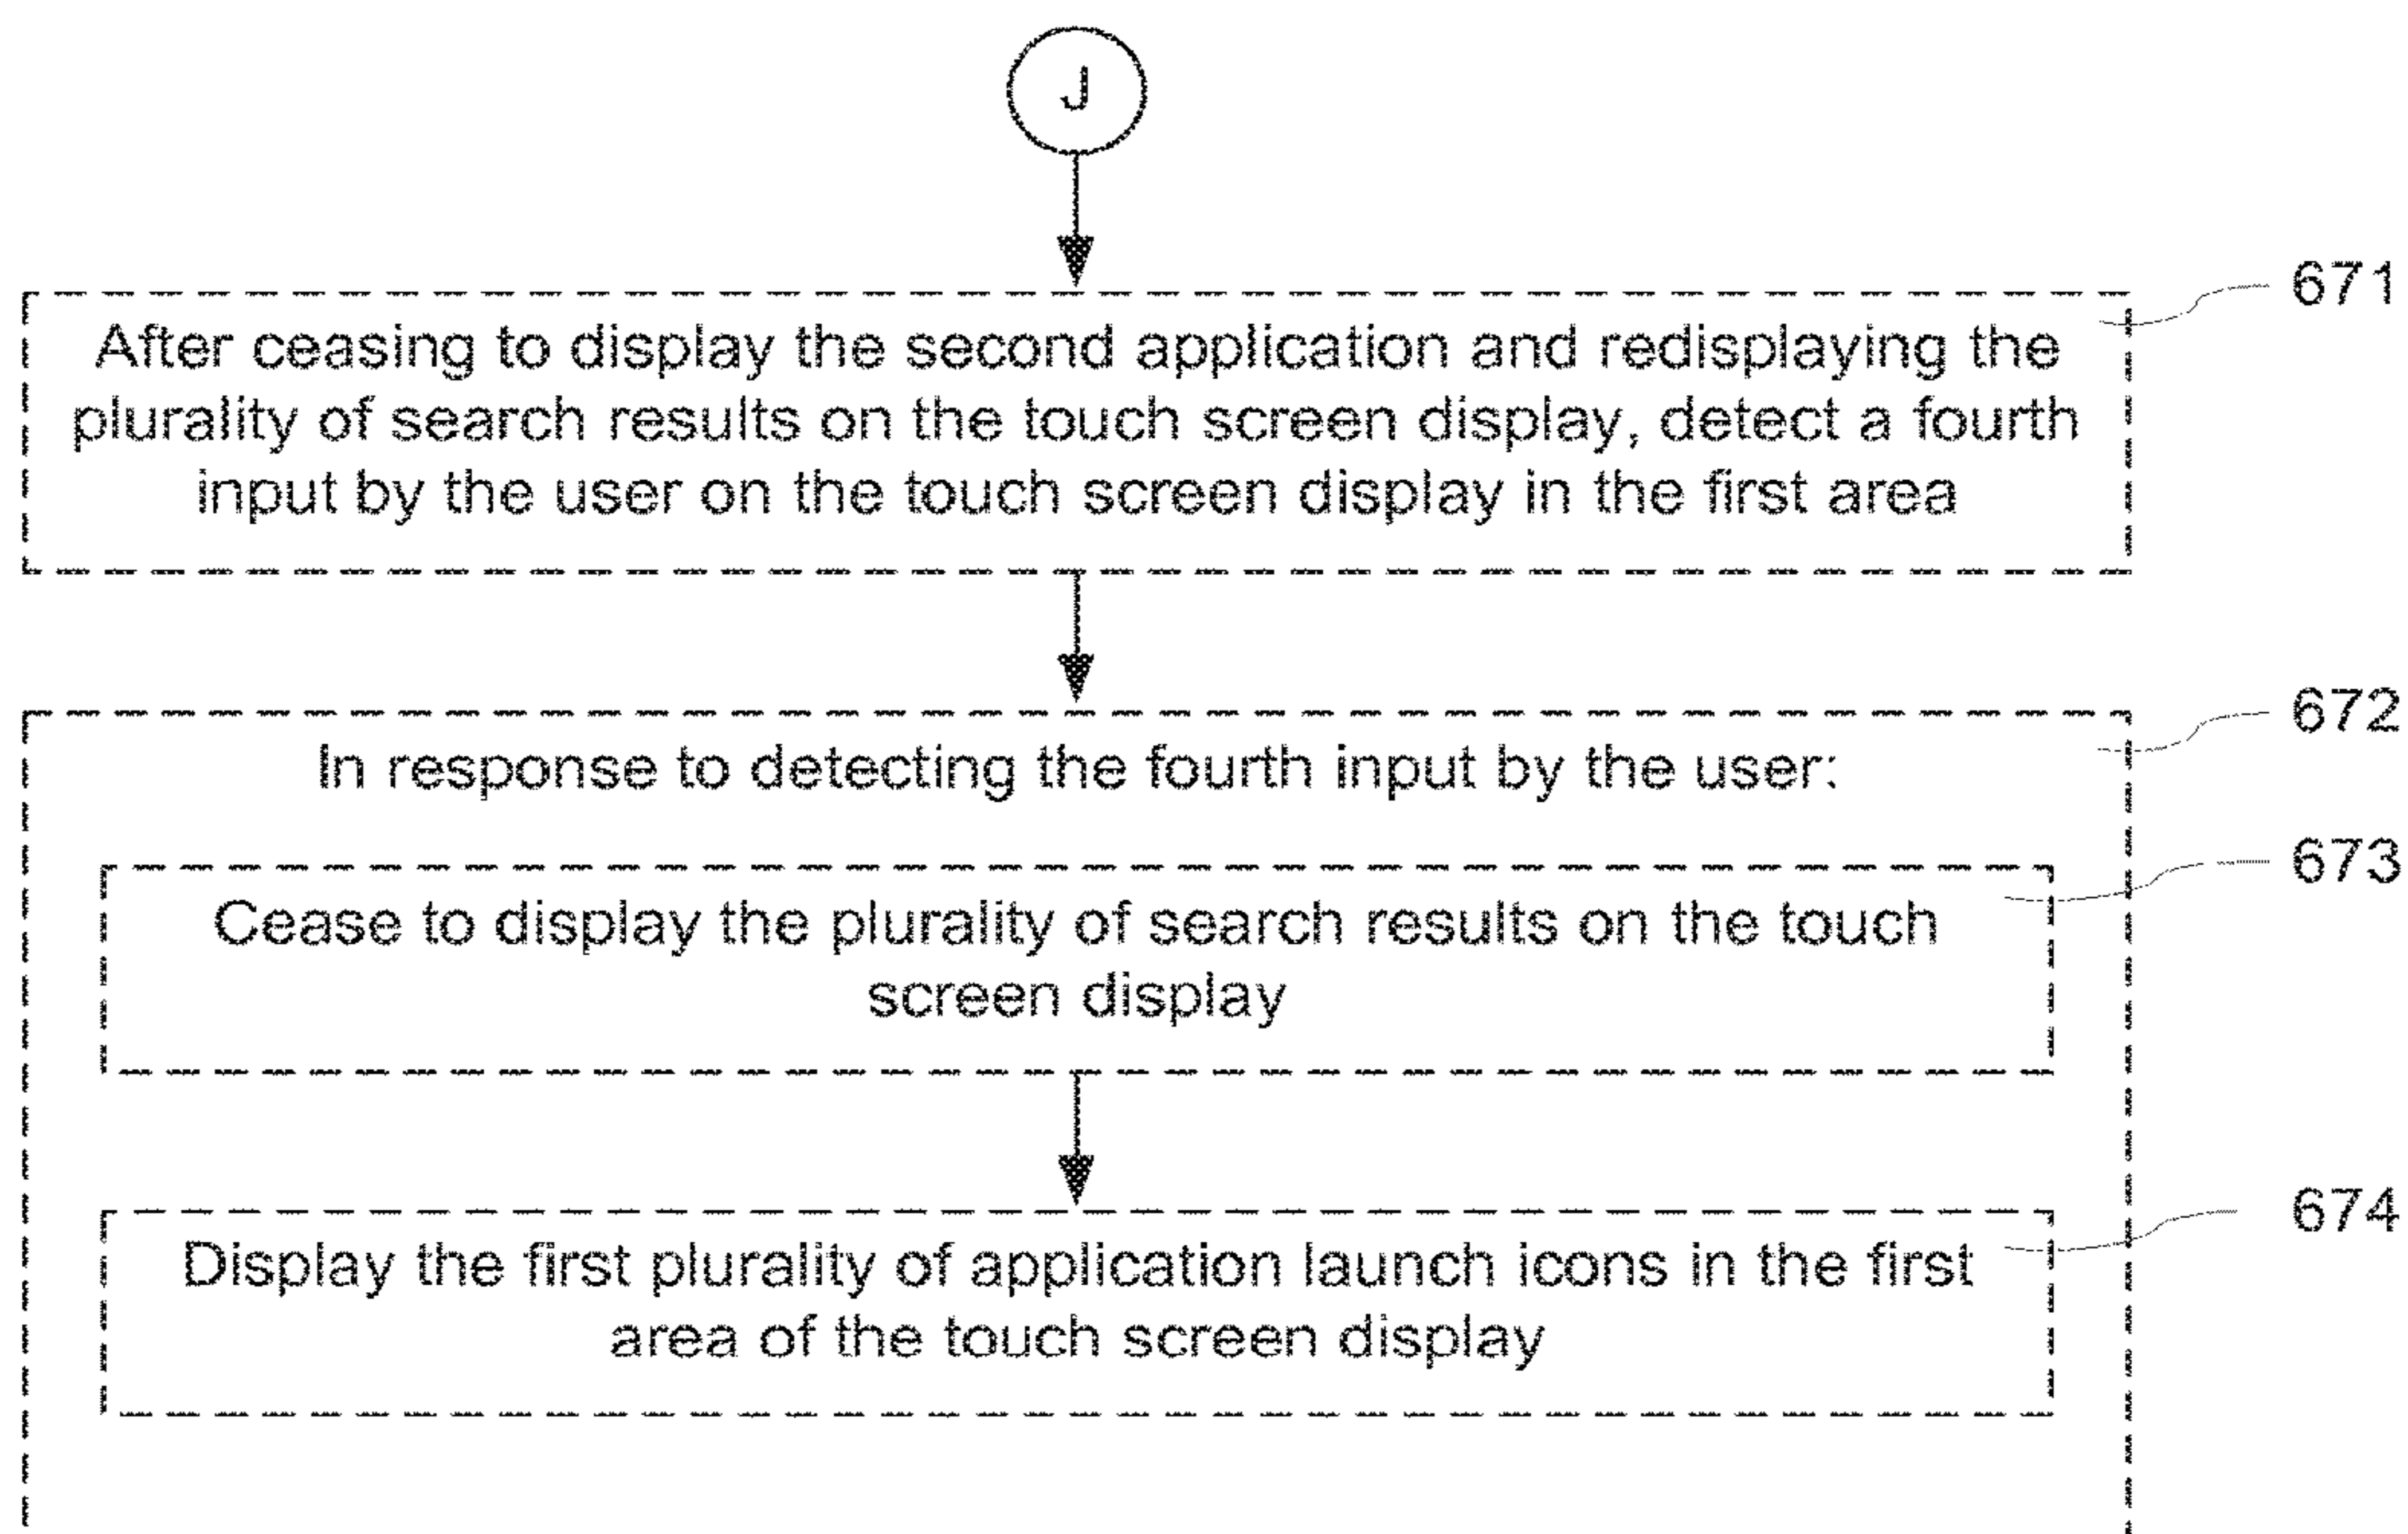 J
671
After ceasing to display the second application and redisplaying the
plurality of search results on the touch screen display, detect a fourth
input by the user on the touch screen display in the first area
672
In response to detecting the fourth input by the user:
673
Cease to display the plurality of search results on the touch
screen display
674
Display the first plurality of application launch icons in the first
area of the touch screen display